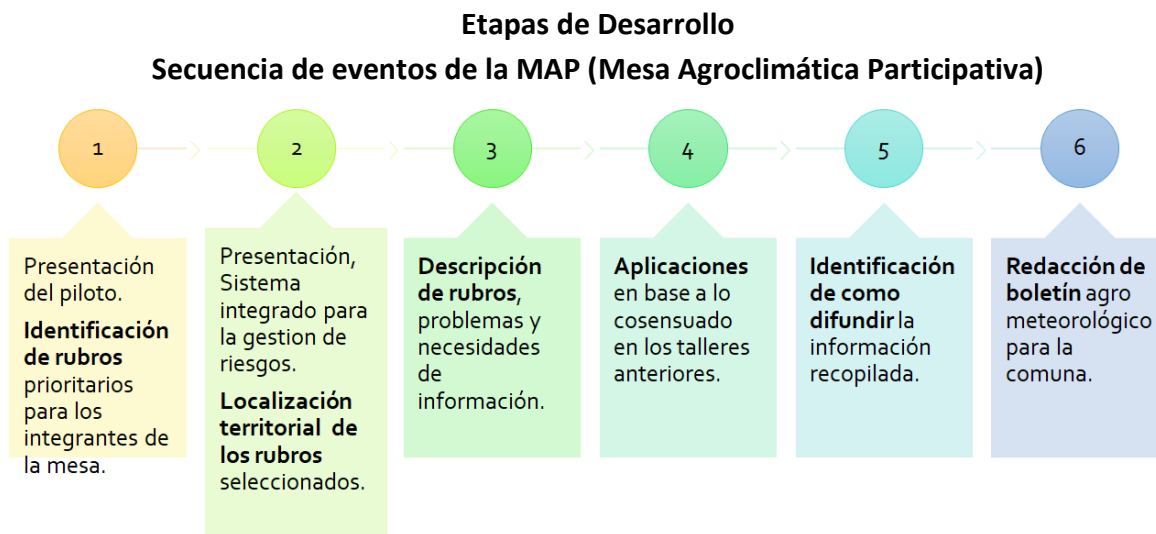 Etapas de Desarrollo
Secuencia de eventos de la MAP (Mesa Agroclimática Participativa)
1
2
3
4
5
6
Presentación
del piloto.
Identificación
de rubros
prioritarios
para los
integrantes de
la mesa.
Presentación,
Sistema
integrado para
la gestion de
riesgos.
Localización
territorial de
los rubros
seleccionados.
Descripción
de rubros,
problemas y
necesidades
de
información.
Aplicaciones
en base a lo
cosensuado
en los talleres
anteriores.
Identificación
de como
difundir la
información
recopilada.
Redacción de
boletín agro
meteorológico
para la
comuna.